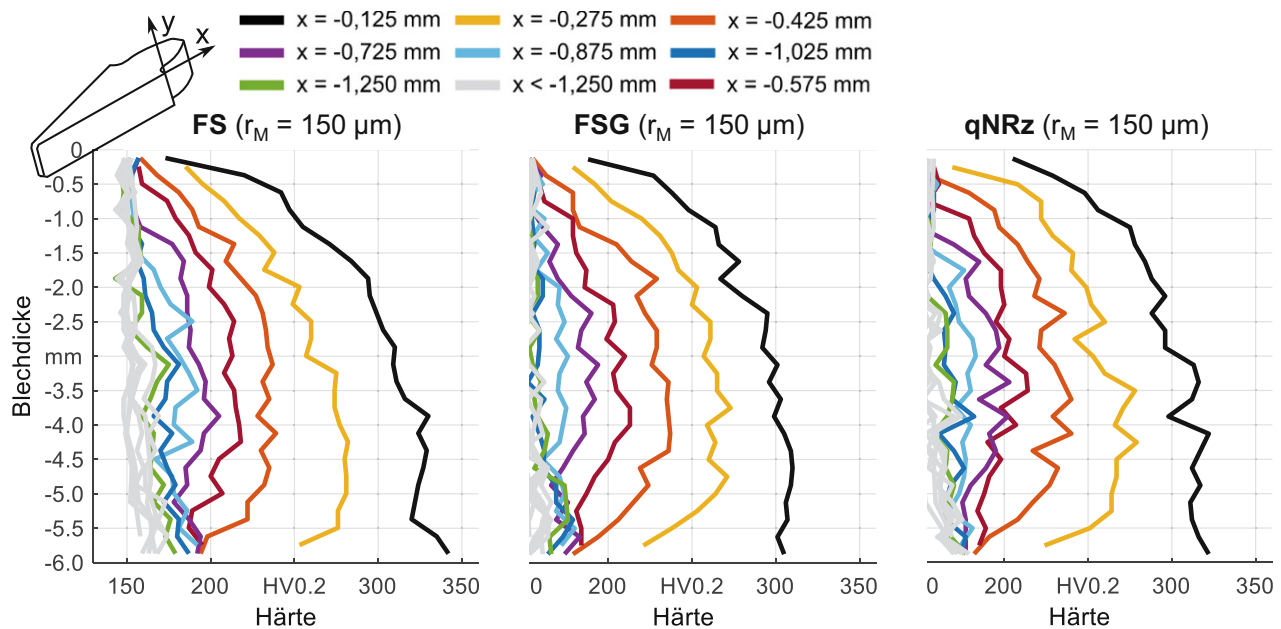 x = -0,125 mm x = -0,275 mm x = -0.425 mm
x = -0,725 mm x = -0,875 mm x = -1,025 mm
x = -1,250 mm x < -1,250 mm x = -0.575 mm
y
x
FS (rM = 150 µm) FSG (rM = 150 µm) qNRz (rM = 150 µm)
Blechdicke
0
-0.5
-1.0
-1.5
-2.0
-2.5
mm
-3.5
-4.0
-4.5
-5.0
-5.5
-6.0
150 200 HV0.2 300 350 0 200 HV0.2 300 350 0 200 HV0.2 300 350
Härte Härte Härte